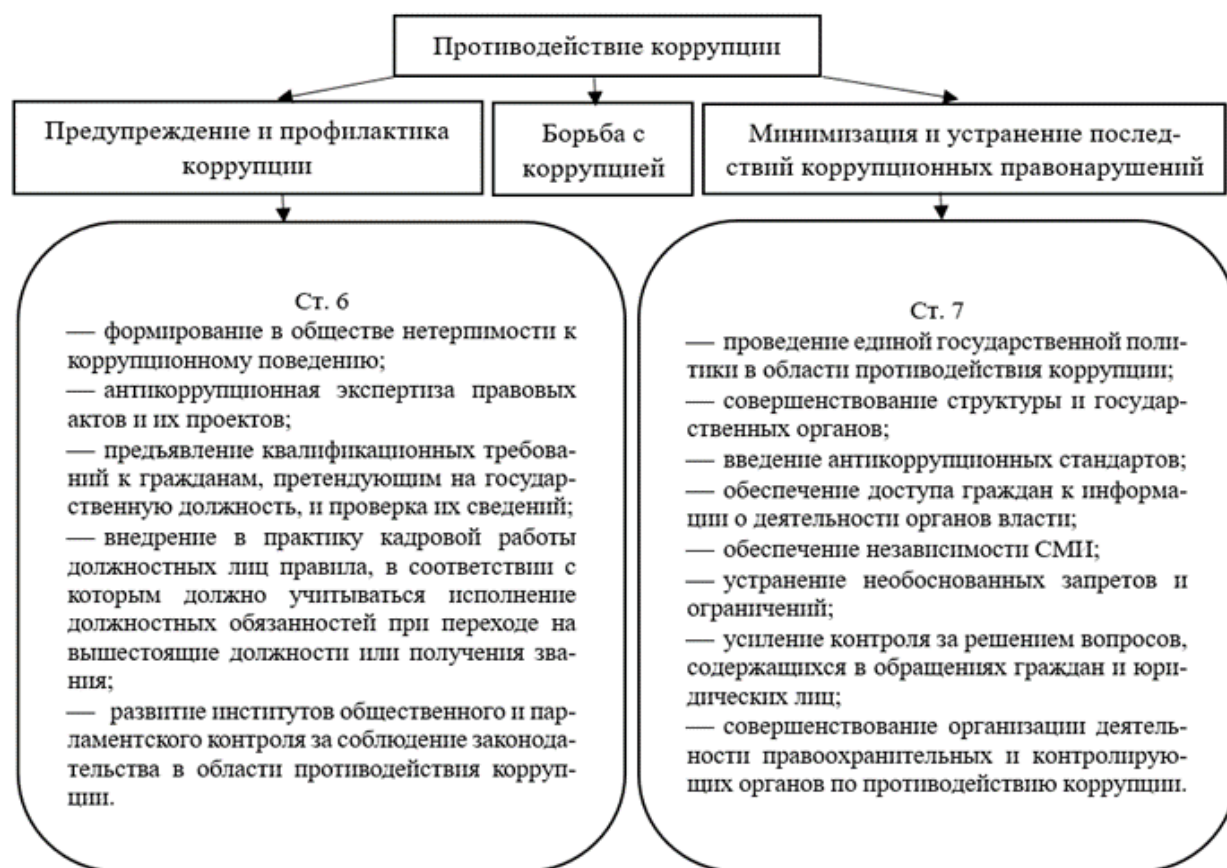 Противодействие коррупции
Предупреждение и профилактика
коррупции
Борьба с
коррупцией
Минимизация и устранение послед-
ствий коррупционных правонарушений
Ст. 6
— формирование в обществе нетерпимости к
коррупционному поведению;
— антикоррупционная экспертиза правовых
актов и их проектов;
— предъявление квалификационных требова-
ний к гражданам, претендующим на государ-
ственную должность, и проверка их сведений;
— внедрение в практику кадровой работы
должностных лиц правила, в соответствии с
которым должно учитываться исполнение
должностных обязанностей при переходе на
вышестоящие должности или получения зва-
ния;
— развитие институтов общественного и пар-
ламентского контроля за соблюдение законода-
тельства в области противодействия корруп-
ции.
Ст. 7
— проведение единой государственной поли-
тики в области противодействия коррупции;
— совершенствование структуры и государ-
ственных органов;
— введение антикоррупционных стандартов;
— обеспечение доступа граждан к информа-
ции о деятельности органов власти;
— обеспечение независимости СМИ;
— устранение необоснованных запретов и
ограничений;
— усиление контроля за решением вопросов,
содержащихся в обращениях граждан и юри-
дических лиц;
— совершенствование организации деятель-
ности правоохранительных и контролирую-
щих органов по противодействию коррупции.